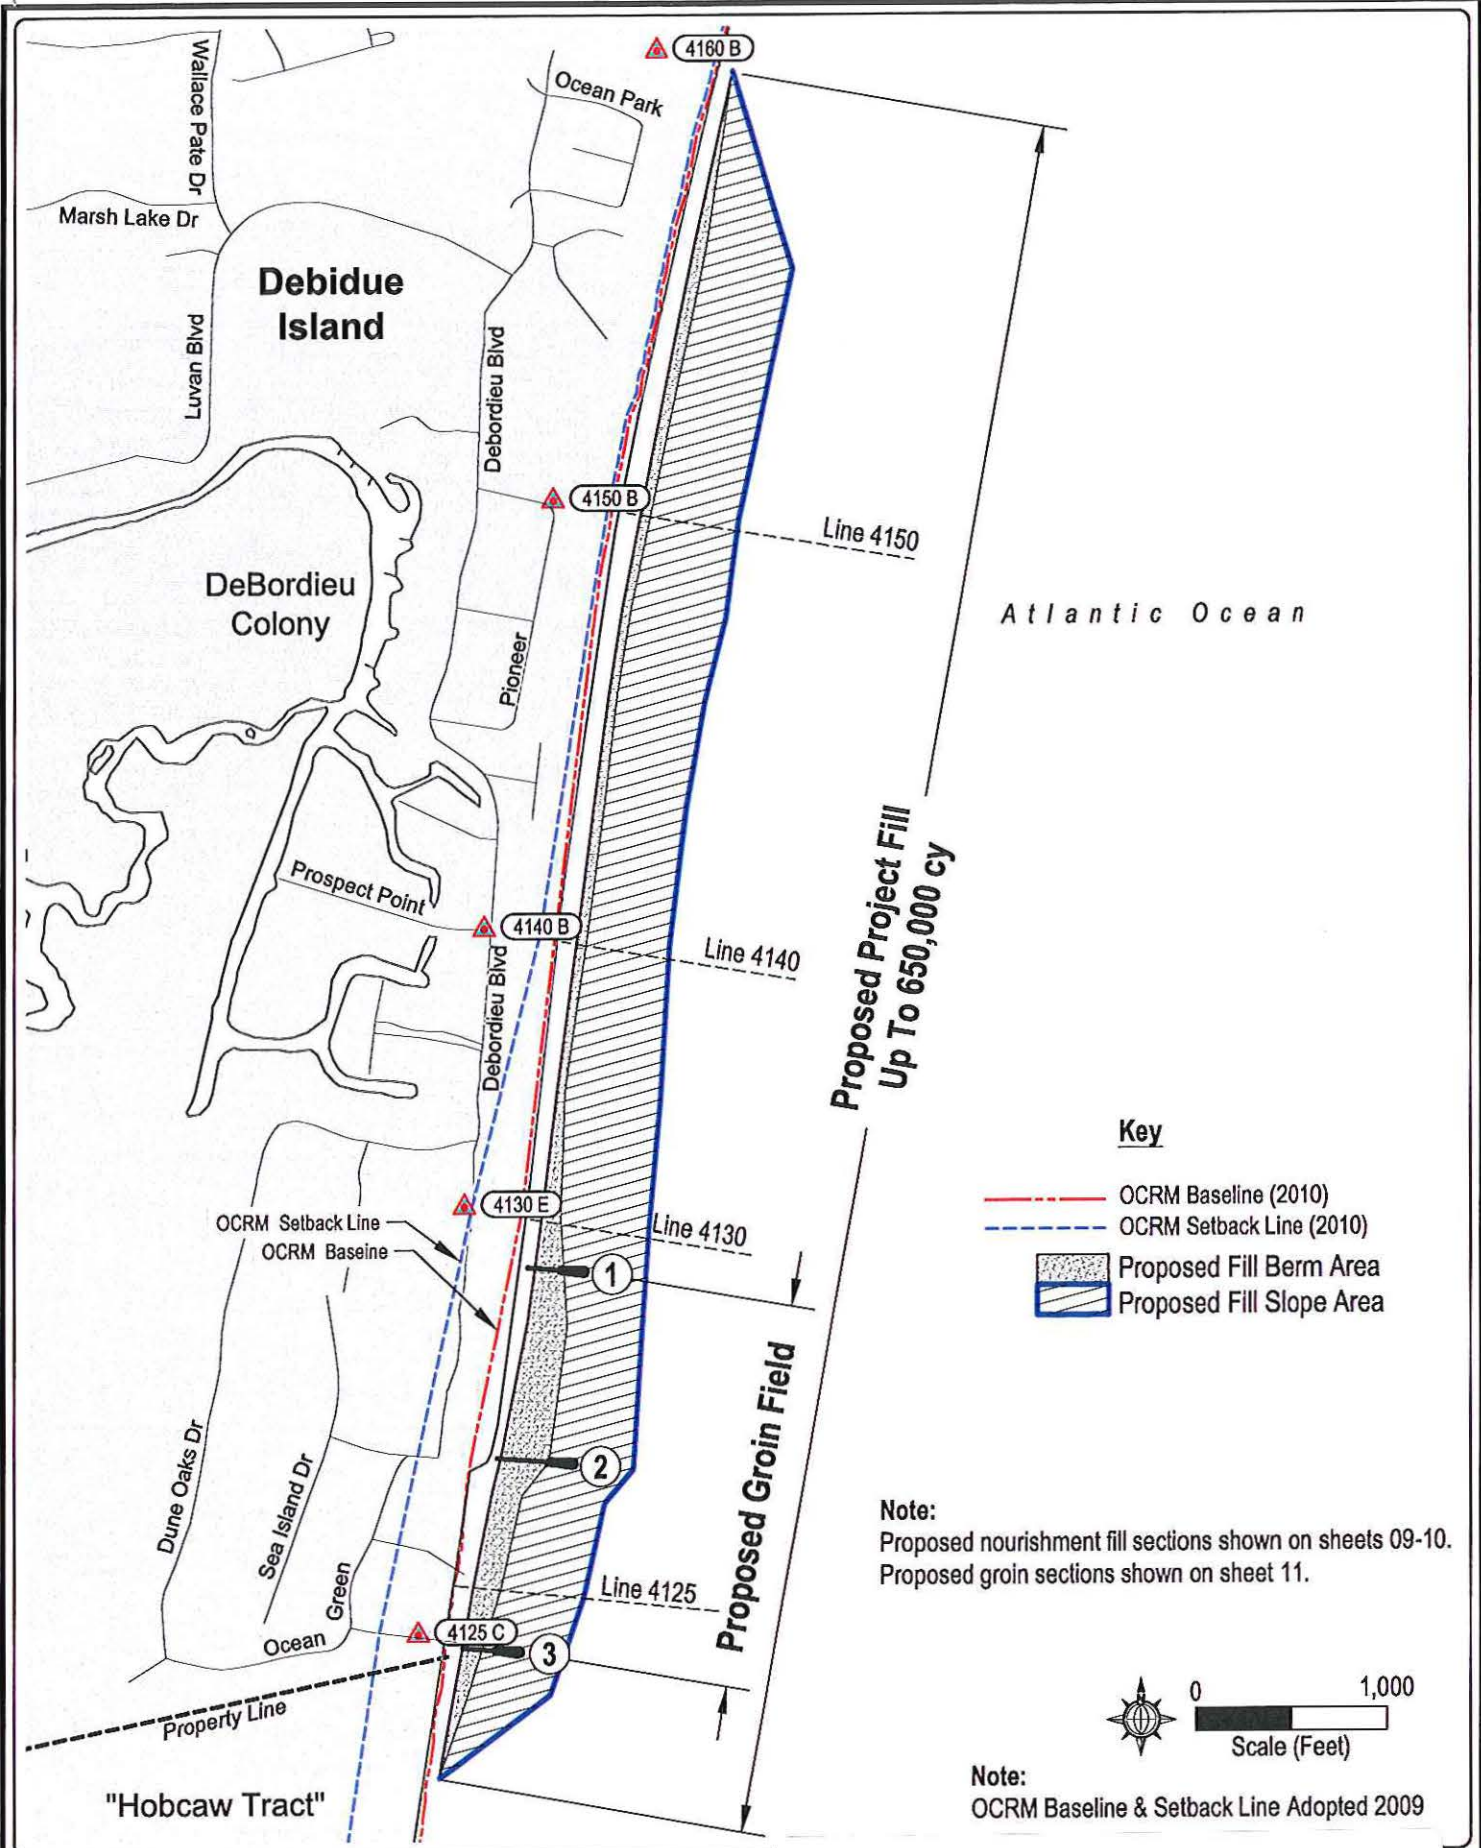 4160 B
Ocean Park
Wallace Pate Dr
Marsh Lake Dr
Debidue
Island
Luvan Blvd
Debordieu Blvd
4150 B
Line 4150
DeBordieu
Colony
Atlantic Ocean
Pioneer
Proposed Project Fill
Up To 650,000 cy
Prospect Point
4140 B
Line 4140
Debordieu Blvd
Key
OCRM Baseline (2010)
OCRM Setback Line (2010)
Proposed Fill Berm Area
Proposed Fill Slope Area
4130 E
Line 4130
OCRM Setback Line
OCRM Baseine
1
Proposed Groin Field
2
Dune Oaks Dr
Sea Island Dr
Note:
Proposed nourishment fill sections shown on sheets 09-10.
Proposed groin sections shown on sheet 11.
Line 4125
Ocean Green
4125 C
3
Property Line
"Hobcaw Tract"
0 1,000
Scale (Feet)
Note:
OCRM Baseline & Setback Line Adopted 2009